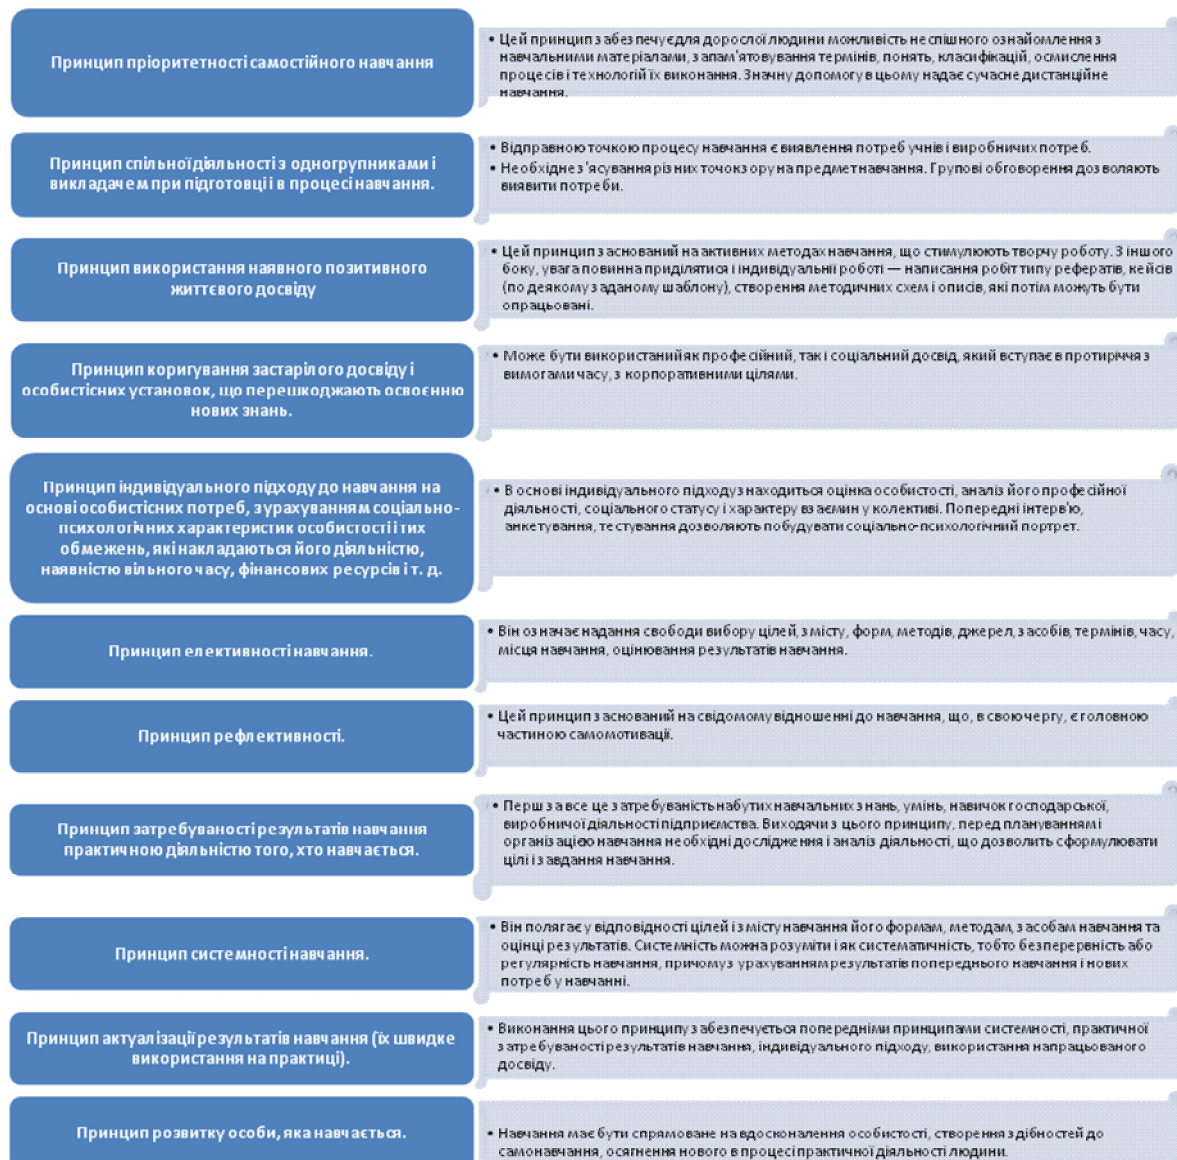 Принцип пріоритетності самостійного навчання
• Цей принцип забезпечує для дорослої людини можливість неспішного ознайомлення з
навчальними матеріалами, запам'ятовування термінів, понять, класифікацій, осмислення
процесів і технологій їх виконання. Значну допомогу в цьому надає сучасне дистанційне
навчання.
Принцип спільної діяльності з одногрупниками і
викладачем при підготовці і в процесі навчання.
• Відправною точкою процесу навчання є виявлення потреб учнів і виробничих потреб.
• Необхідне з'ясування різних точок зору на предмет навчання. Групові обговорення дозволяють
виявити потреби.
Принцип використання наявного позитивного
життєвого досвіду
• Цей принцип заснований на активних методах навчання, що стимулюють творчу роботу. З іншого
боку, увага повинна приділятися і індивідуальній роботі — написання робіт типу рефератів, кейсів
(по деякому заданому шаблону), створення методичних схем і описів, які потім можуть бути
опрацьовані.
Принцип коригування застарілого досвіду і
особистісних установок, що перешкоджають освоєнню
нових знань.
• Може бути використаний як професійний, так і соціальний досвід, який вступає в протиріччя з
вимогами часу, з корпоративними цілями.
Принцип індивідуального підходу до навчання на
основі особистісних потреб, з урахуванням соціально-
психологічних характеристик особистості і тих
обмежень, які накладаються його діяльністю,
наявністю вільного часу, фінансових ресурсів і т. д.
• В основі індивідуального підходу знаходиться оцінка особистості, аналіз його професійної
діяльності, соціального статусу і характеру взаємин у колективі. Попередні інтерв'ю,
анкетування, тестування дозволяють побудувати соціально-психологічний портрет.
Принцип елективності навчання.
• Він означає надання свободи вибору цілей, змісту, форм, методів, джерел, засобів, термінів, часу,
місця навчання, оцінювання результатів навчання.
Принцип рефлективності.
• Цей принцип заснований на свідомому відношенні до навчання, що, в свою чергу, є головною
частиною самомотивації.
Принцип затребуваності результатів навчання
практичною діяльністю того, хто навчається.
• Перш за все це затребуваність набутих навчальних знань, умінь, навичок господарської,
виробничої діяльності підприємства. Виходячи з цього принципу, перед плануванням і
організацією навчання необхідні дослідження і аналіз діяльності, що дозволить сформулювати
цілі і завдання навчання.
Принцип системності навчання.
• Він полягає у відповідності цілей і змісту навчання його формам, методам, засобам навчання та
оцінці результатів. Системність можна розуміти і як систематичність, тобто безперервність або
регулярність навчання, причому з урахуванням результатів попереднього навчання і нових
потреб у навчанні.
Принцип актуалізації результатів навчання (їх швидке
використання на практиці).
• Виконання цього принципу забезпечується попередніми принципами системності, практичної
затребуваності результатів навчання, індивідуального підходу, використання напрацьованого
досвіду.
Принцип розвитку особи, яка навчається.
• Навчання має бути спрямоване на вдосконалення особистості, створення здібностей до
самонавчання, осягнення нового в процесі практичної діяльності людини.